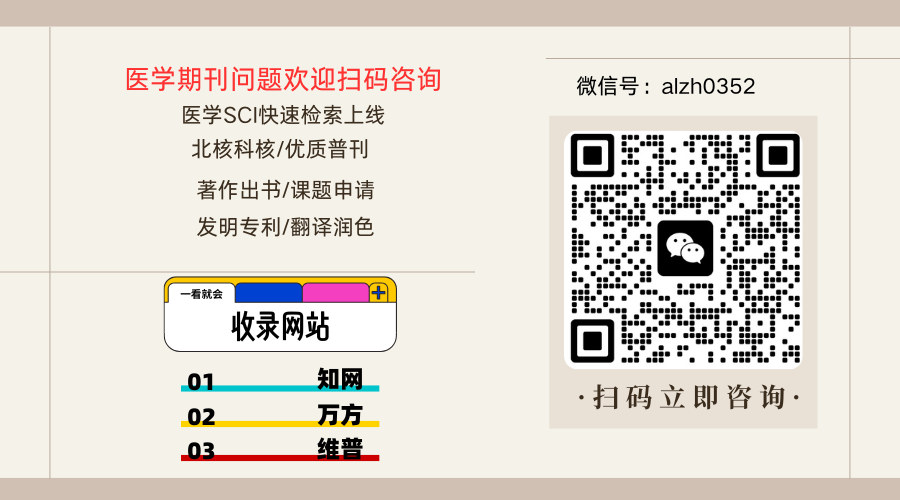 医学期刊问题欢迎扫码咨询
医学SCI快速检索上线
北核科核/优质普刊
著作出书/课题申请
发明专利/翻译润色
一看就会
收录网站
01 知网
02 万方
03 维普
微信号：alzh0352
·扫码立即咨询·